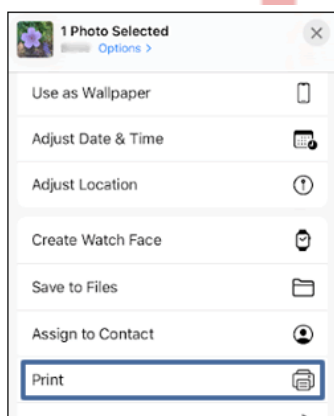 1 Photo Selected
Options >
Use as Wallpaper
Adjust Date & Time
Adjust Location
Create Watch Face
Save to Files
Assign to Contact
Print